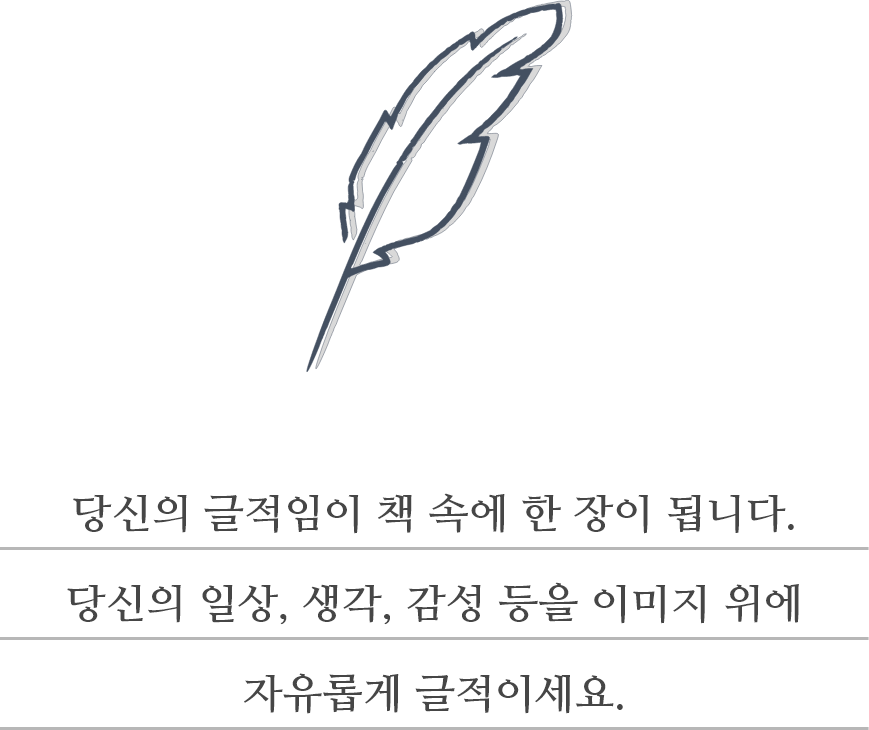 당신의 글적임이 책 속에 한 장이 됩니다.
당신의 일상, 생각, 감성 등을 이미지 위에
자유롭게 글적이세요.